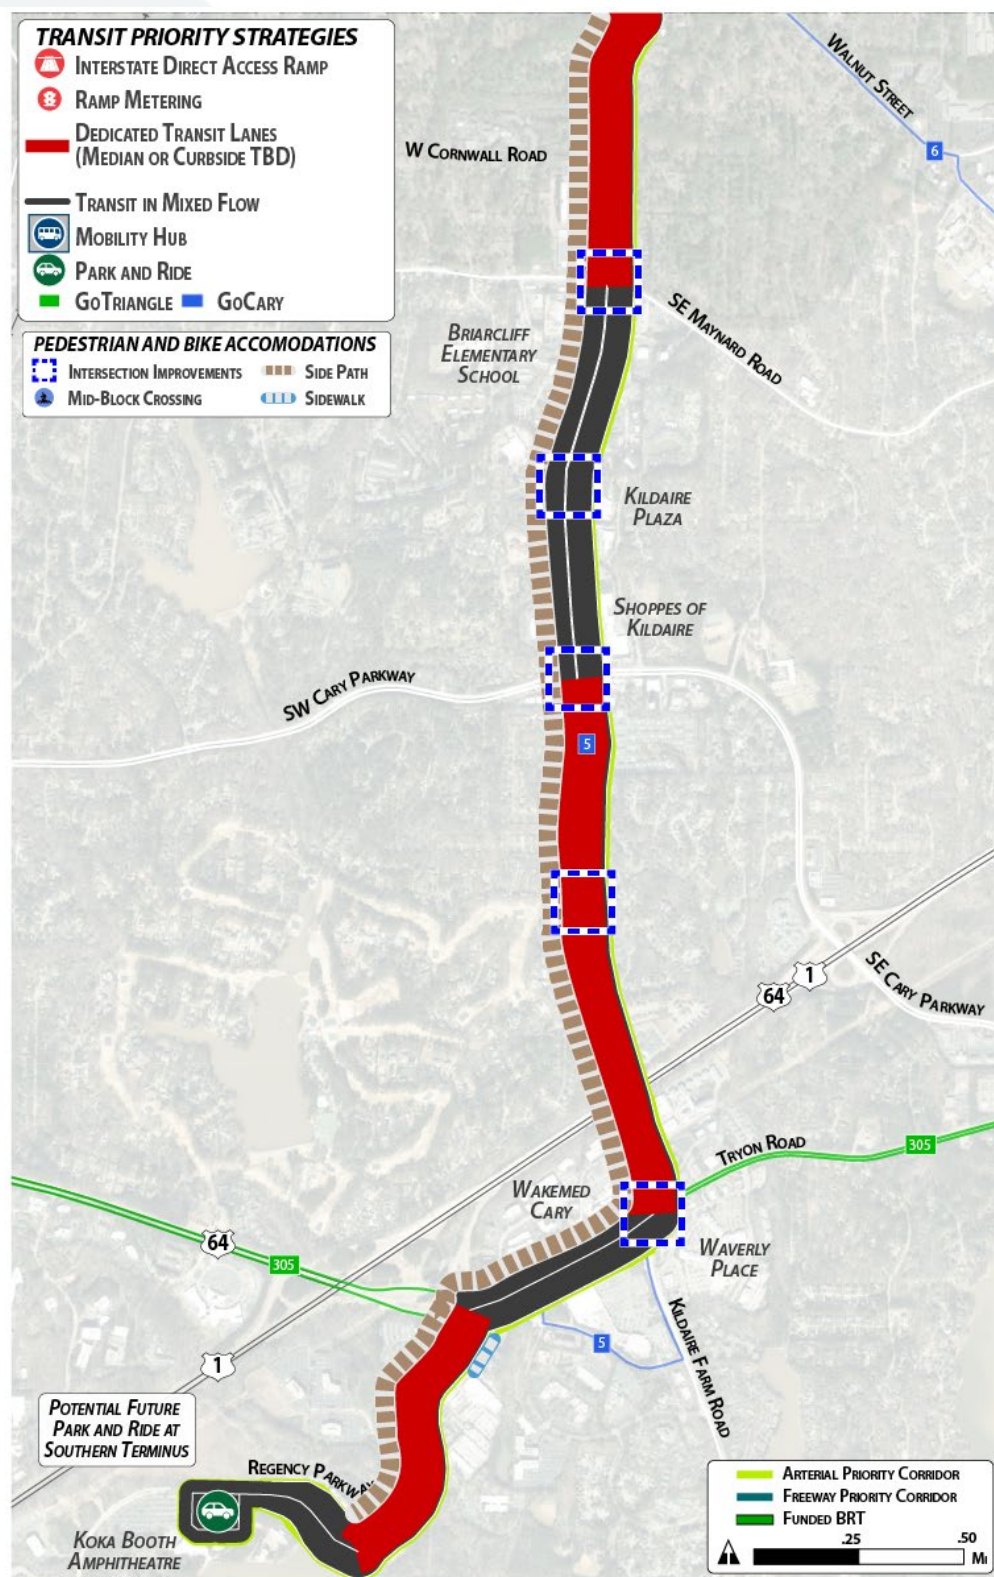 TRANSIT PRIORITY STRATEGIES
INTERSTATE DIRECT ACCESS RAMP
RAMP METERING
DEDICATED TRANSIT LANES
(MEDIAN OR CURBSIDE TBD)
TRANSIT IN MIXED FLOW
MOBILITY HUB
PARK AND RIDE
GOTRIANGLE GOCARY
PEDESTRIAN AND BIKE ACCOMODATIONS
INTERSECTION IMPROVEMENTS SIDE PATH
MID-BLOCK CROSSING SIDEWALK
WALNUT STREET
6
W CORNWALL ROAD
SE MAYNARD ROAD
BRIARCLIFF
ELEMENTARY
SCHOOL
KILDAIRE
PLAZA
SHOPPES OF
KILDAIRE
SW CARY PARKWAY
5
SE CARY PARKWAY
1
64
TRYON ROAD
305
WAKEMED
CARY
WAVERLY
PLACE
64
305
KILDAIRE FARM ROAD
5
1
POTENTIAL FUTURE
PARK AND RIDE AT
SOUTHERN TERMINUS
REGENCY PARKWAY
KOKA BOOTH
AMPHITHEATRE
ARTERIAL PRIORITY CORRIDOR
FREEWAY PRIORITY CORRIDOR
FUNDED BRT
.25 .50
MI